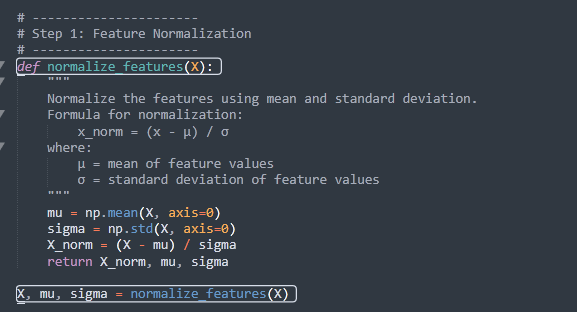 # ----------------------
# Step 1: Feature Normalization
# ----------------------
def normalize_features(X):
    """
    Normalize the features using mean and standard deviation.
    Formula for normalization:
        x_norm = (x - μ) / σ
    where:
        μ = mean of feature values
        σ = standard deviation of feature values
    """
    mu = np.mean(X, axis=0)
    sigma = np.std(X, axis=0)
    X_norm = (X - mu) / sigma
    return X_norm, mu, sigma
X, mu, sigma = normalize_features(X)